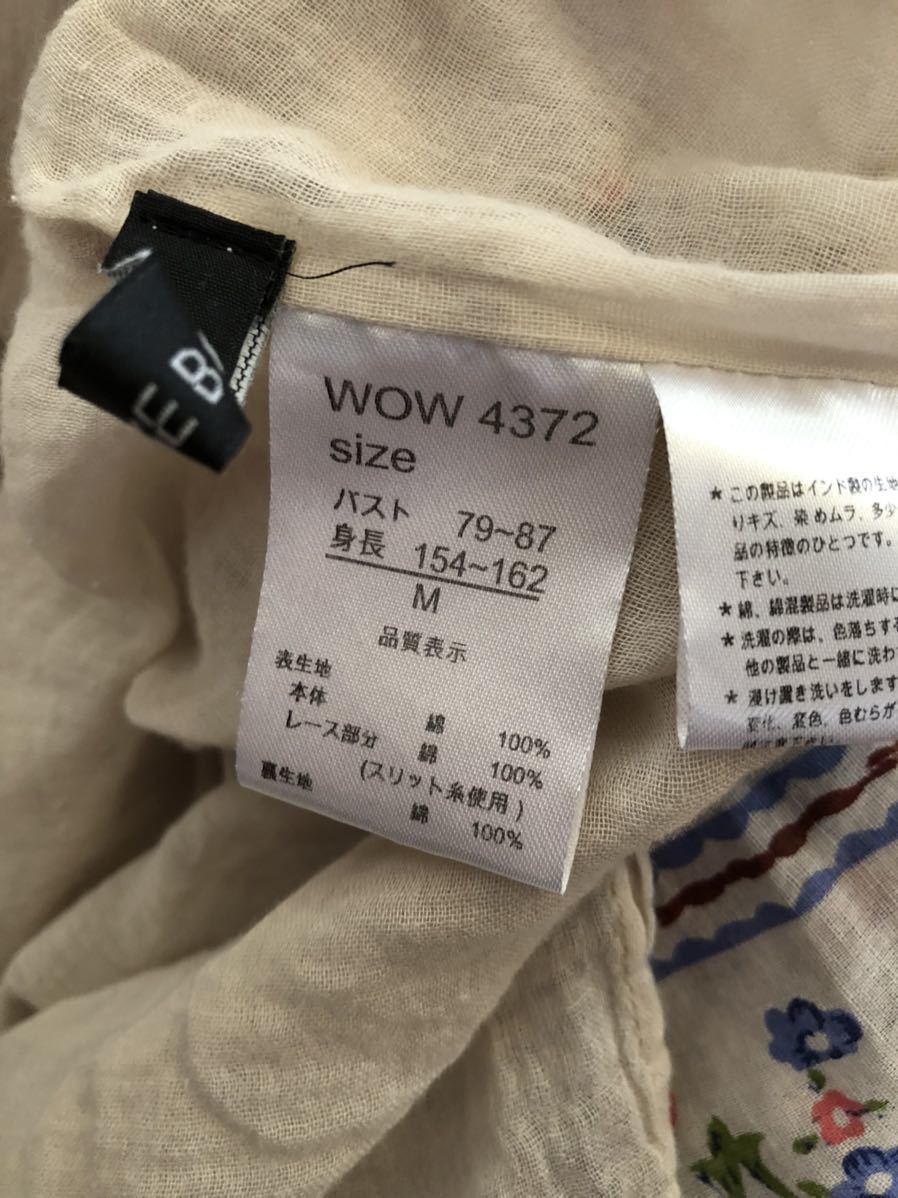 E B
WOW 4372
size
バスト 79~87
身長 154~162
M
品質表示
表生地
本体 綿 100%
レース部分 綿 100%
(スリット糸使用)
裏生地 綿 100%
★この製品はインド製の生地
りキズ、染めムラ、多少
品の特徴のひとつです。
下さい。
★綿、綿混製品は洗濯時に
★洗濯の際は、色落ちする
他の製品と一緒に洗わ
★浸け置き洗いをします
変化、変色、色むらが